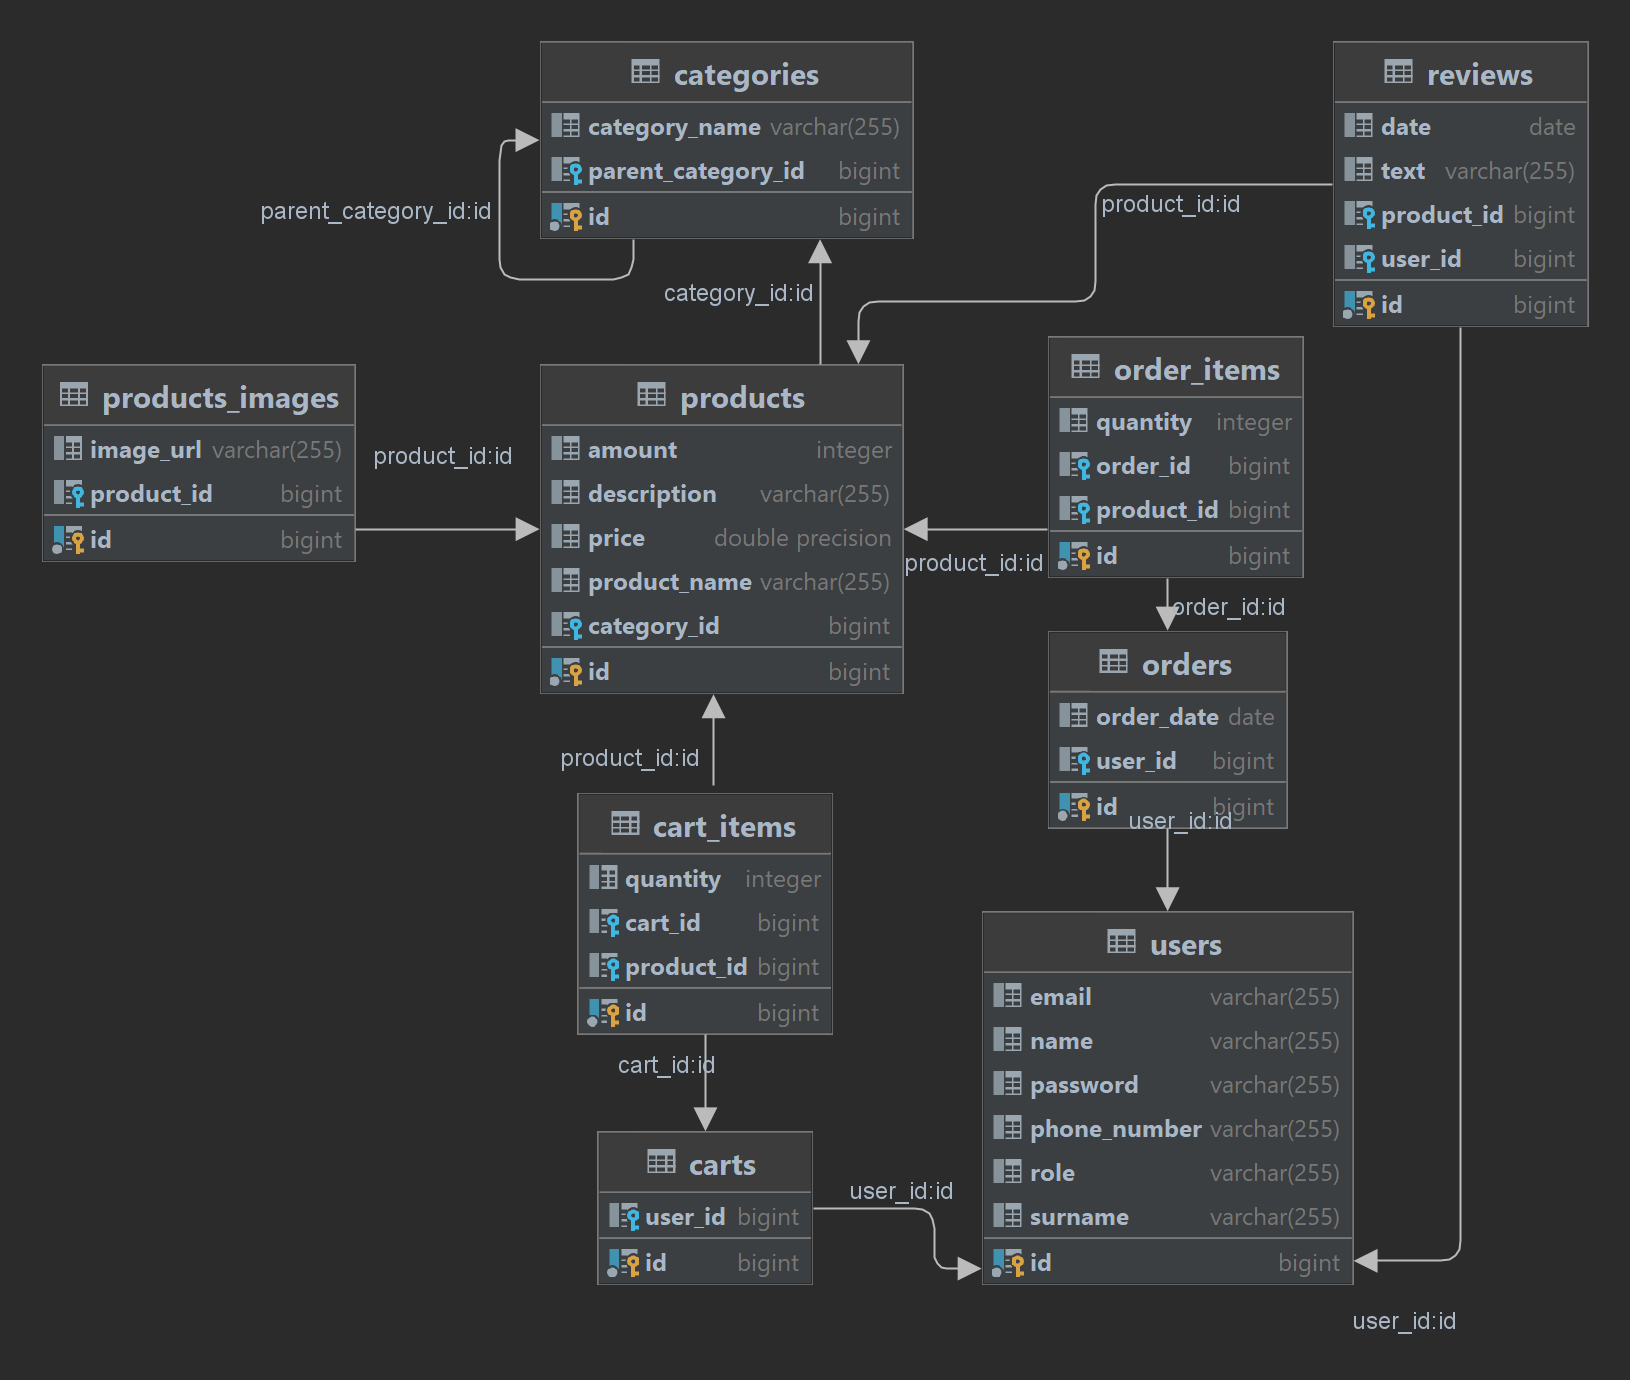 categories
category_name varchar(255)
parent_category_id bigint
id bigint
parent_category_id:id
category_id:id
reviews
date date
text varchar(255)
product_id bigint
user_id bigint
id bigint
product_id:id
products_images
image_url varchar(255)
product_id bigint
id bigint
product_id:id
products
amount integer
description varchar(255)
price double precision
product_name varchar(255)
category_id bigint
id bigint
order_items
quantity integer
order_id bigint
product_id bigint
id bigint
product_id:id
order_id:id
orders
order_date date
user_id bigint
id bigint
user_id:id
product_id:id
cart_items
quantity integer
cart_id bigint
product_id bigint
id bigint
cart_id:id
carts
user_id bigint
id bigint
user_id:id
users
email varchar(255)
name varchar(255)
password varchar(255)
phone_number varchar(255)
role varchar(255)
surname varchar(255)
id bigint
user_id:id